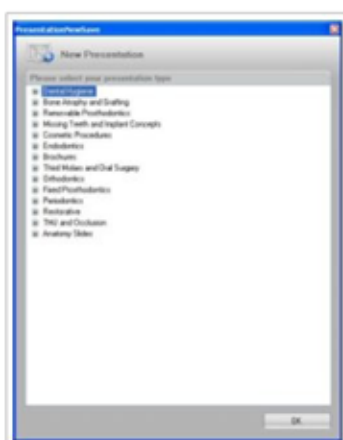 PresentationNewSaves
New Presentation
Please select your presentation type
Dental Hygiene
Bone Atrophy and Grafting
Removable Prosthodontics
Missing Teeth and Implant Concepts
Cosmetic Procedures
Endodontics
Brochures
Third Molars and Oral Surgery
Orthodontics
Fixed Prosthodontics
Periodontics
Restorative
TMJ and Occlusion
Anatomy Slides
OK